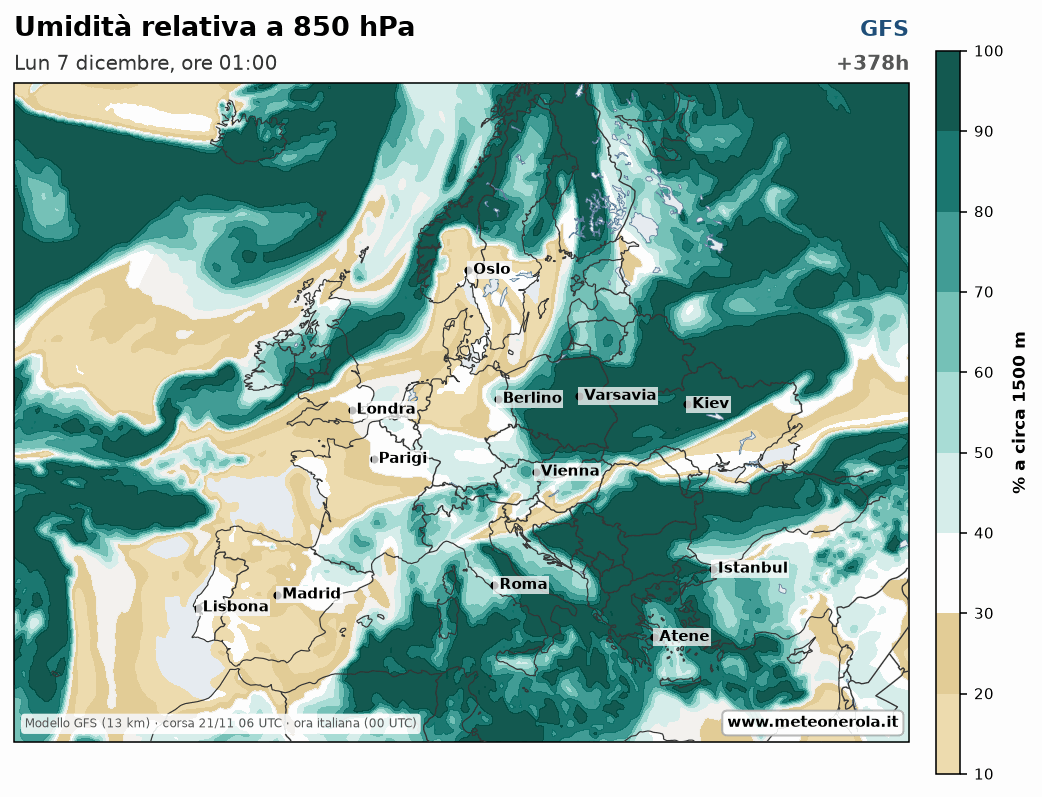 Umidità relativa a 850 hPa
GFS
Lun 7 dicembre, ore 01:00
+378h
100
90
80
70
60
50
40
30
20
10
% a circa 1500 m
Oslo
Berlino
Varsavia
Kiev
Londra
Parigi
Vienna
Istanbul
Roma
Madrid
Lisbona
Atene
Modello GFS (13 km) · corsa 21/11 06 UTC · ora italiana (00 UTC)
www.meteonerola.it